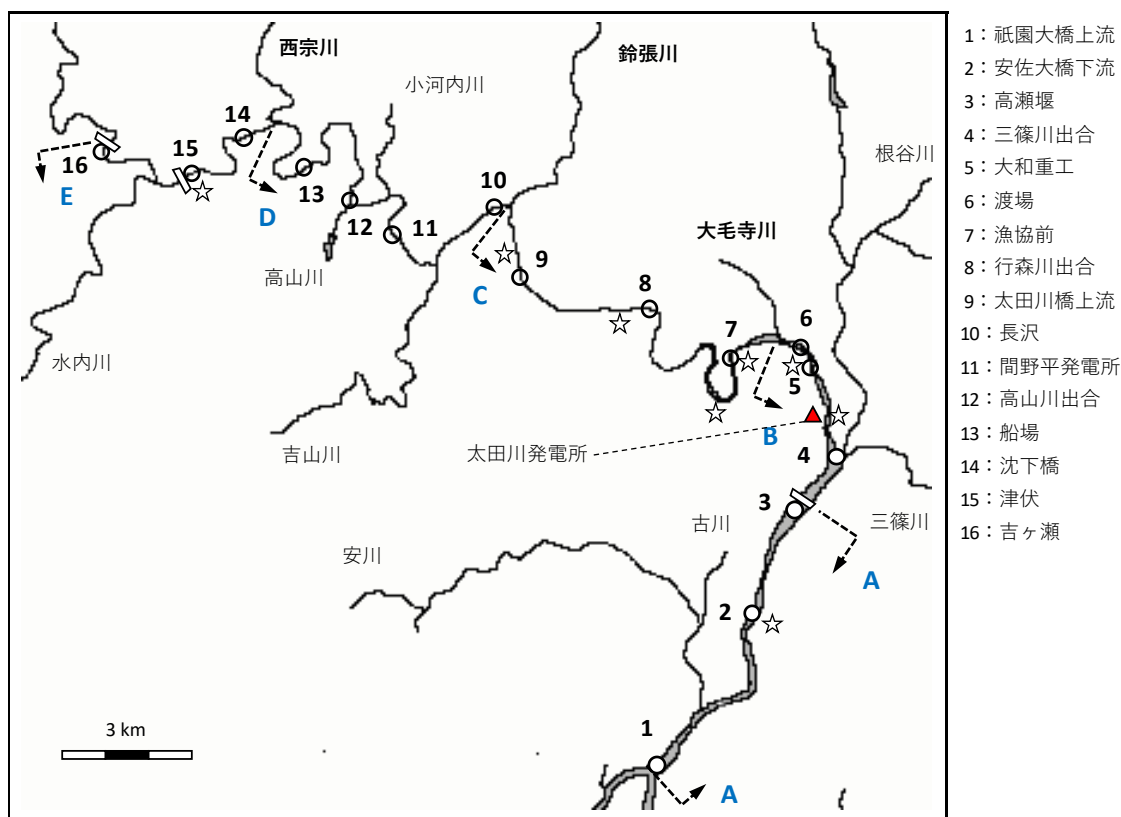 西宗川
鈴張川
小河内川
14
15
16
E
D
13
12
11
10
高山川
C
9
根谷川
大毛寺川
8
7
6
5
水内川
吉山川
太田川発電所
B
4
3
古川
三篠川
安川
A
2
3 km
1
A
1：祇園大橋上流
2：安佐大橋下流
3：高瀬堰
4：三篠川出合
5：大和重工
6：渡場
7：漁協前
8：行森川出合
9：太田川橋上流
10：長沢
11：間野平発電所
12：高山川出合
13：船場
14：沈下橋
15：津伏
16：吉ヶ瀬